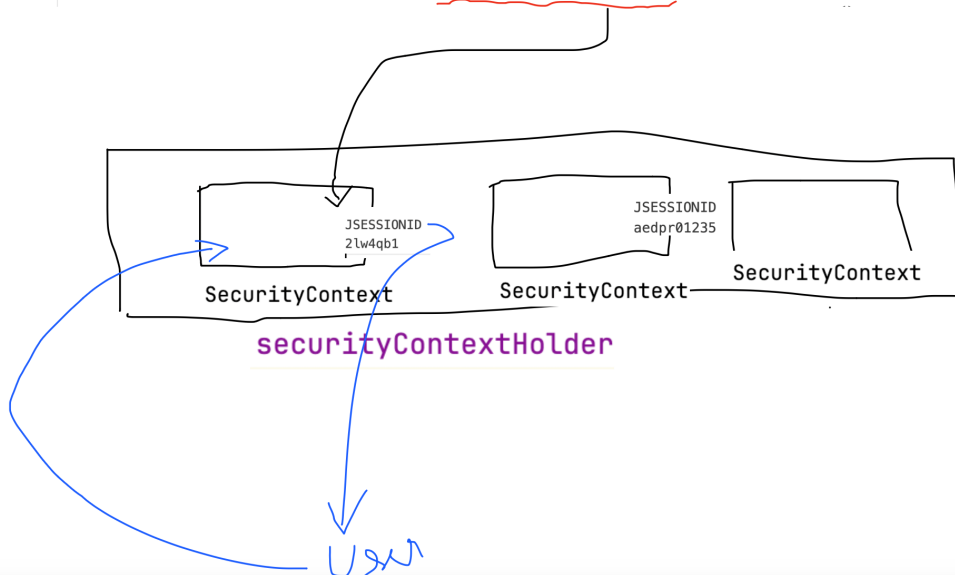 JSESSIONID
2lw4qb1
SecurityContext
JSESSIONID
aedpr01235
SecurityContext
SecurityContext
securityContextHolder
User